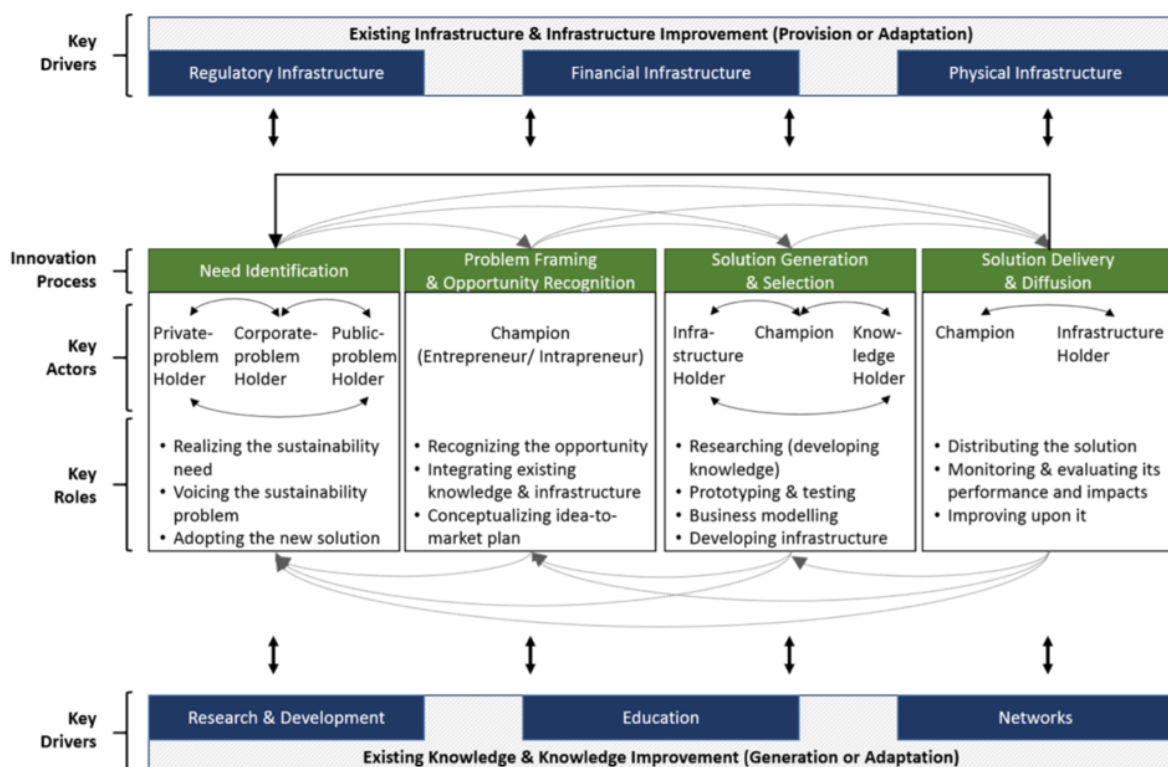 Key
Drivers
Existing Infrastructure & Infrastructure Improvement (Provision or Adaptation)
Regulatory Infrastructure
Financial Infrastructure
Physical Infrastructure
Innovation
Process
Need Identification
Problem Framing
& Opportunity Recognition
Solution Generation
& Selection
Solution Delivery
& Diffusion
Key
Actors
Private-
problem
Holder
Corporate-
problem
Holder
Public-
problem
Holder
Champion
(Entrepreneur/ Intrapreneur)
Infra-
structure
Holder
Champion
Know-
ledge
Holder
Champion
Infrastructure
Holder
Key
Roles
• Realizing the sustainability
need
• Voicing the sustainability
problem
• Adopting the new solution
• Recognizing the opportunity
• Integrating existing
knowledge & infrastructure
• Conceptualizing idea-to-
market plan
• Researching (developing
knowledge)
• Prototyping & testing
• Business modelling
• Developing infrastructure
• Distributing the solution
• Monitoring & evaluating its
performance and impacts
• Improving upon it
Key
Drivers
Research & Development
Education
Networks
Existing Knowledge & Knowledge Improvement (Generation or Adaptation)